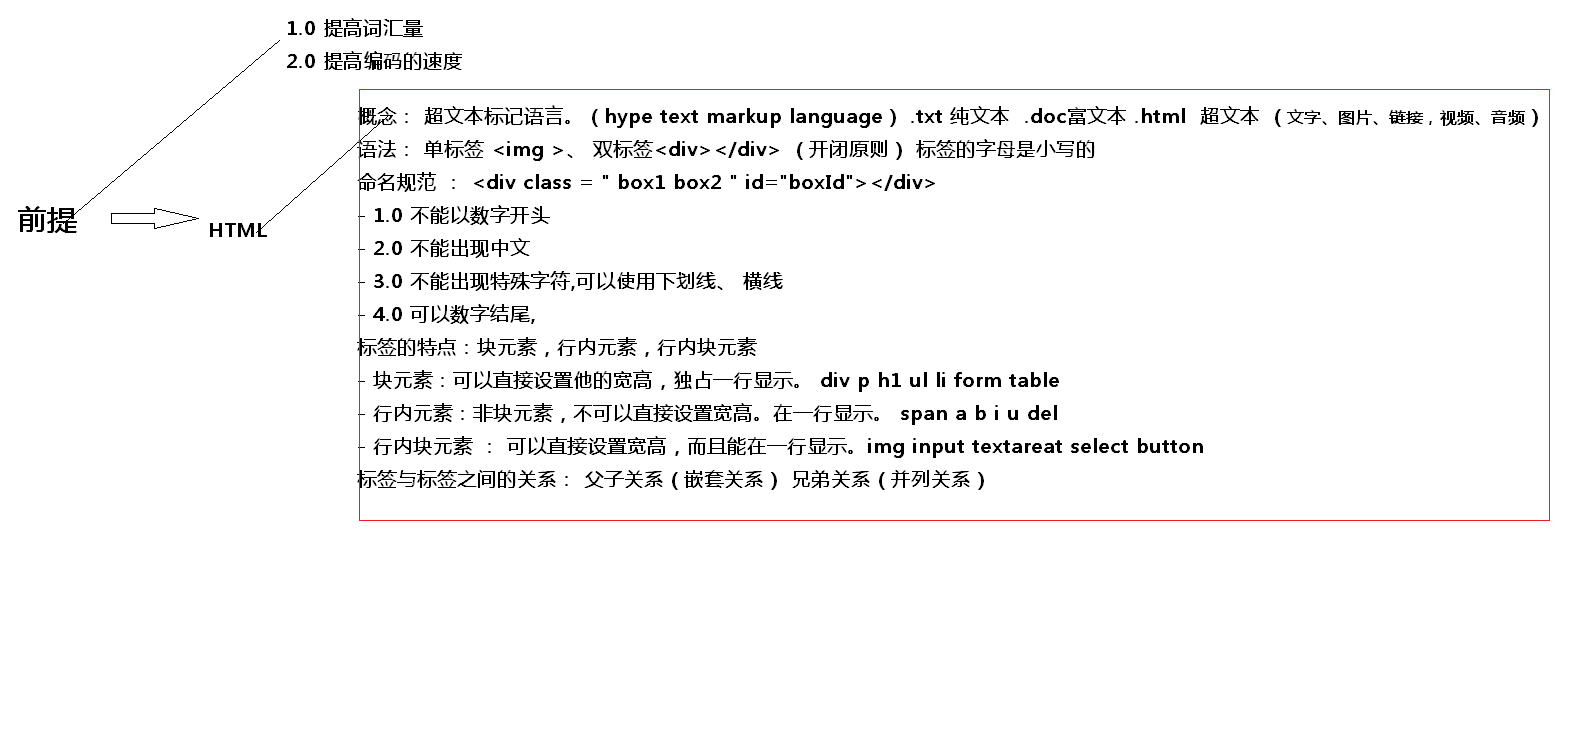 1.0 提高词汇量
2.0 提高编码的速度
前提
HTML
概念： 超文本标记语言。（hype text markup language）.txt 纯文本 .doc富文本 .html 超文本 （文字、图片、链接，视频、音频）
语法： 单标签 <img >、 双标签<div></div> （开闭原则） 标签的字母是小写的
命名规范 ： <div class = " box1 box2 " id="boxId"></div>
- 1.0 不能以数字开头
- 2.0 不能出现中文
- 3.0 不能出现特殊字符,可以使用下划线、 横线
- 4.0 可以数字结尾,
标签的特点：块元素，行内元素，行内块元素
- 块元素：可以直接设置他的宽高，独占一行显示。 div p h1 ul li form table
- 行内元素：非块元素，不可以直接设置宽高。在一行显示。 span a b i u del
- 行内块元素 ： 可以直接设置宽高，而且能在一行显示。img input textareat select button
标签与标签之间的关系： 父子关系（嵌套关系） 兄弟关系（并列关系）